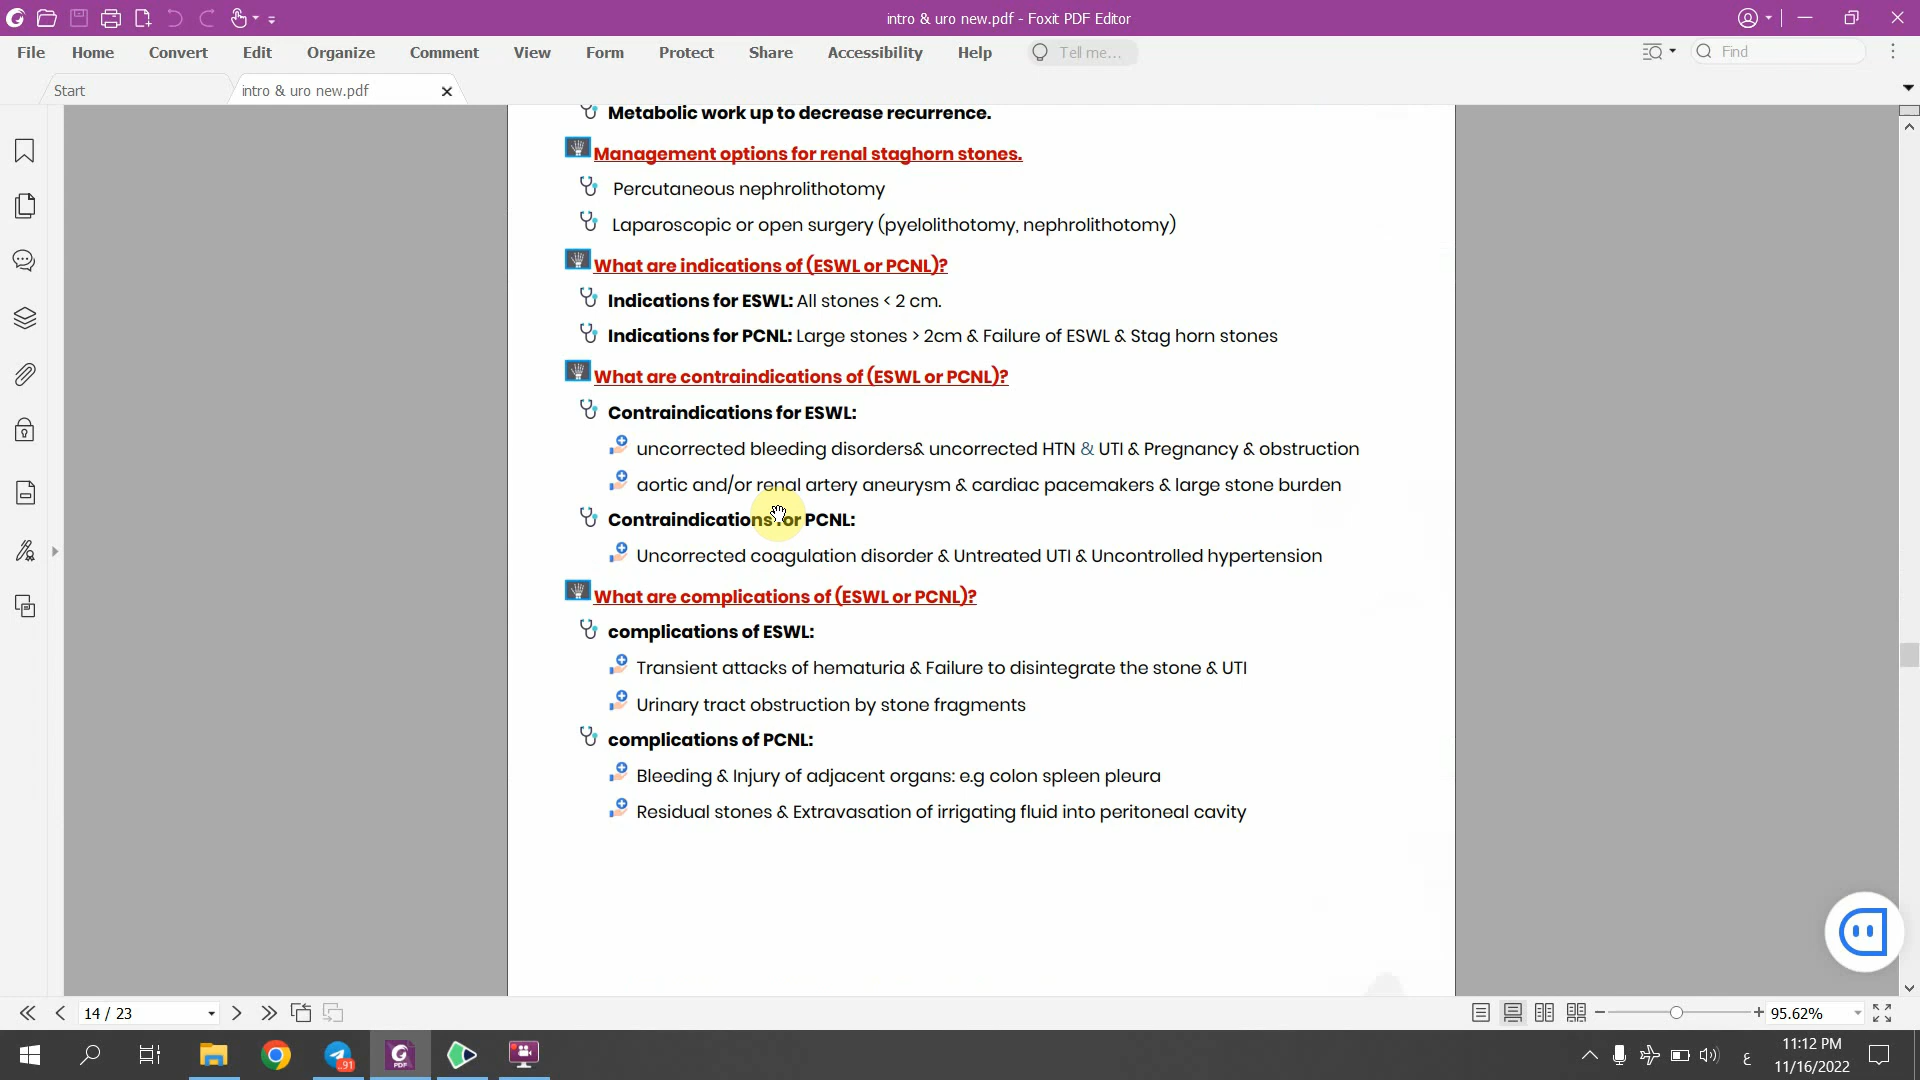 intro & uro new.pdf - Foxit PDF Editor
File Home Convert Edit Organize Comment View Form Protect Share Accessibility Help Tell me... Find
Start intro & uro new.pdf
Metabolic work up to decrease recurrence.
Management options for renal staghorn stones.
Percutaneous nephrolithotomy
Laparoscopic or open surgery (pyelolithotomy, nephrolithotomy)
What are indications of (ESWL or PCNL)?
Indications for ESWL: All stones < 2 cm.
Indications for PCNL: Large stones > 2cm & Failure of ESWL & Stag horn stones
What are contraindications of (ESWL or PCNL)?
Contraindications for ESWL:
uncorrected bleeding disorders& uncorrected HTN & UTI & Pregnancy & obstruction
aortic and/or renal artery aneurysm & cardiac pacemakers & large stone burden
Contraindications for PCNL:
Uncorrected coagulation disorder & Untreated UTI & Uncontrolled hypertension
What are complications of (ESWL or PCNL)?
complications of ESWL:
Transient attacks of hematuria & Failure to disintegrate the stone & UTI
Urinary tract obstruction by stone fragments
complications of PCNL:
Bleeding & Injury of adjacent organs: e.g colon spleen pleura
Residual stones & Extravasation of irrigating fluid into peritoneal cavity
14 / 23 95.62%
91 PDF ع 11:12 PM
11/16/2022